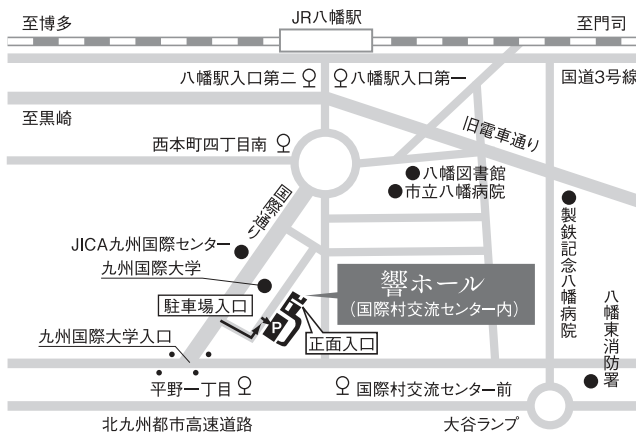 JR八幡駅
至博多
至門司
八幡駅入口第二
八幡駅入口第一
国道3号線
至黒崎
旧電車通り
西本町四丁目南
八幡図書館
市立八幡病院
国際通り
製鉄記念八幡病院
JICA九州国際センター
九州国際大学
響ホール
(国際村交流センター内)
駐車場入口
P
正面入口
八幡東消防署
九州国際大学入口
平野一丁目
国際村交流センター前
北九州都市高速道路
大谷ランプ